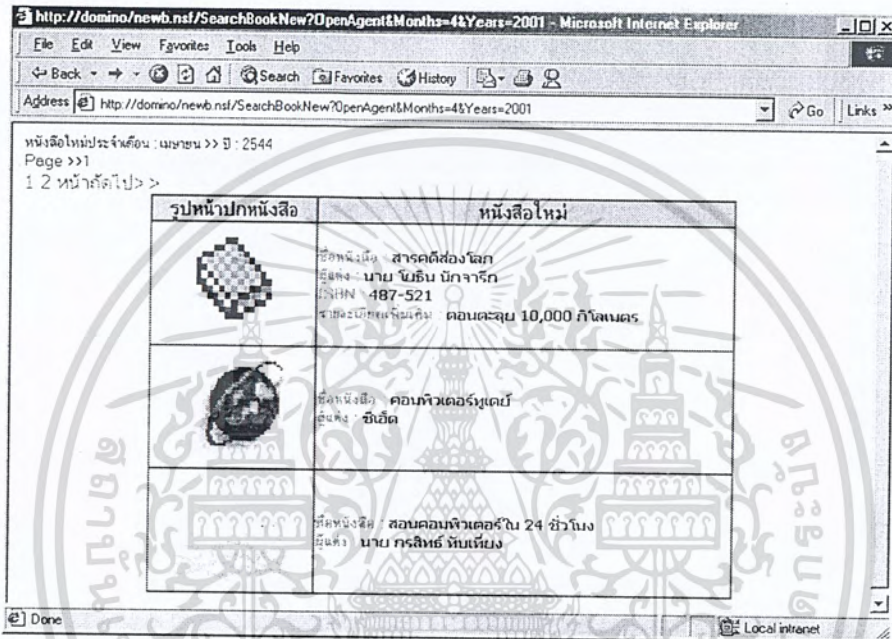 http://domino/newb.nsf/SearchBookNew?OpenAgent&Months=4&Years=2001 - Microsoft Internet Explorer
File Edit View Favorites Tools Help
Back Search Favorites History
Address http://domino/newb.nsf/SearchBookNew?OpenAgent&Months=4&Years=2001 Go Links »
หนังสือใหม่ประจำเดือน : เมษายน >> ปี : 2544
Page >>1
1 2 หน้าถัดไป> >
รูปหน้าปกหนังสือ หนังสือใหม่
ชื่อหนังสือ : สารคดีส่องโลก
ผู้แต่ง : นาย โยธิน นักจารึก
ISBN : 487-521
รายละเอียดเพิ่มเติม : ตอนตะลุย 10,000 กิโลเมตร
ชื่อหนังสือ : คอมพิวเตอร์ทูเดย์
ผู้แต่ง : ซีเอ็ด
ชื่อหนังสือ : สอนคอมพิวเตอร์ใน 24 ชั่วโมง
ผู้แต่ง : นาย กรสิทธ์ ทับเที่ยง
Done Local intranet